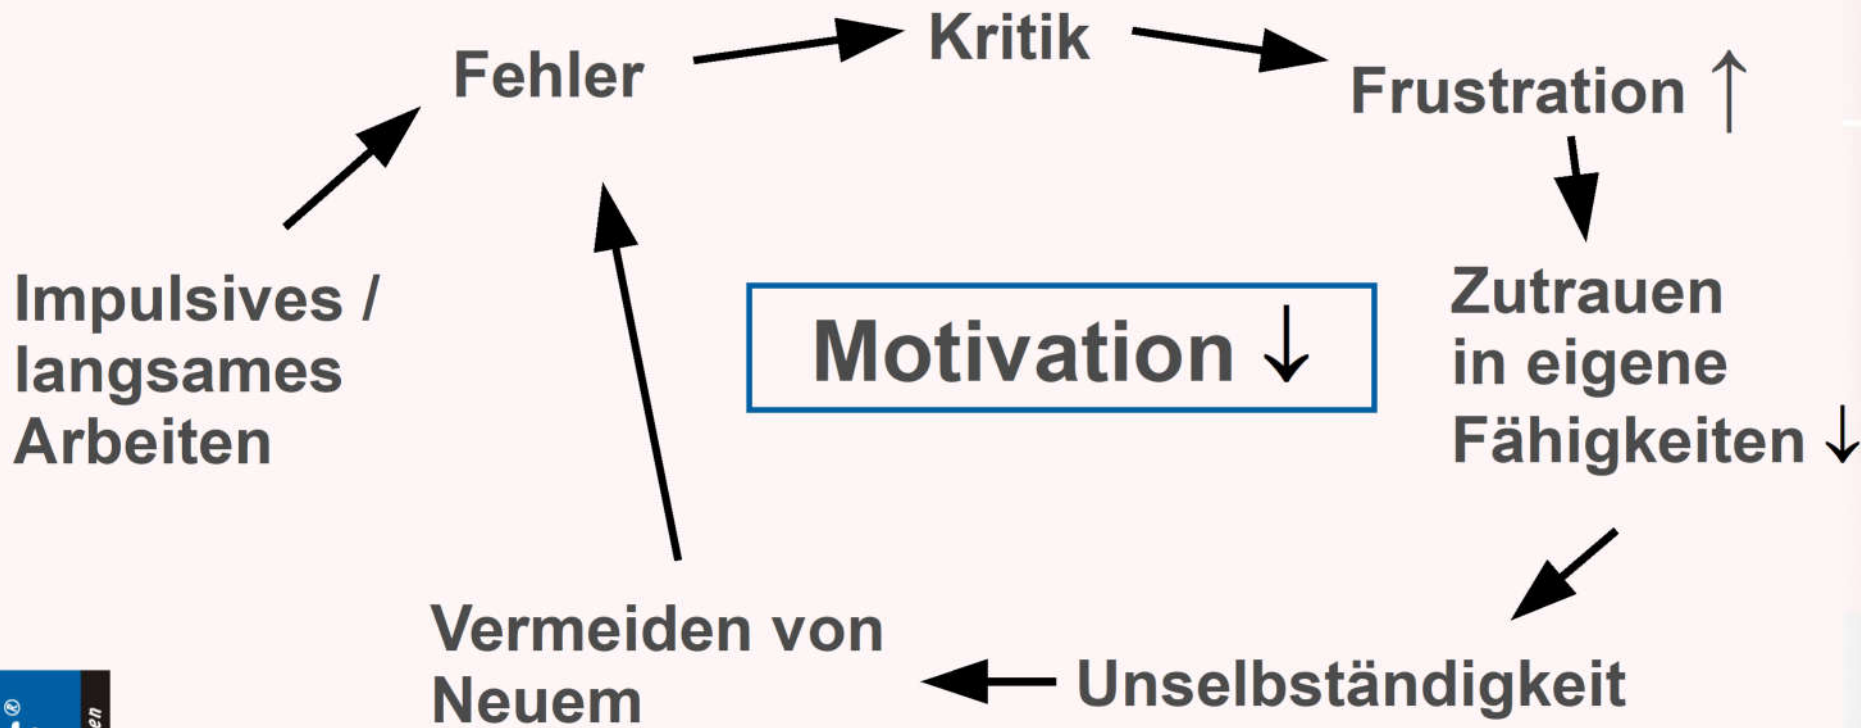 Fehler
Kritik
Frustration ↑
Impulsives /
langsames
Arbeiten
Motivation ↓
Zutrauen
in eigene
Fähigkeiten ↓
Vermeiden von
Neuem
Unselbständigkeit